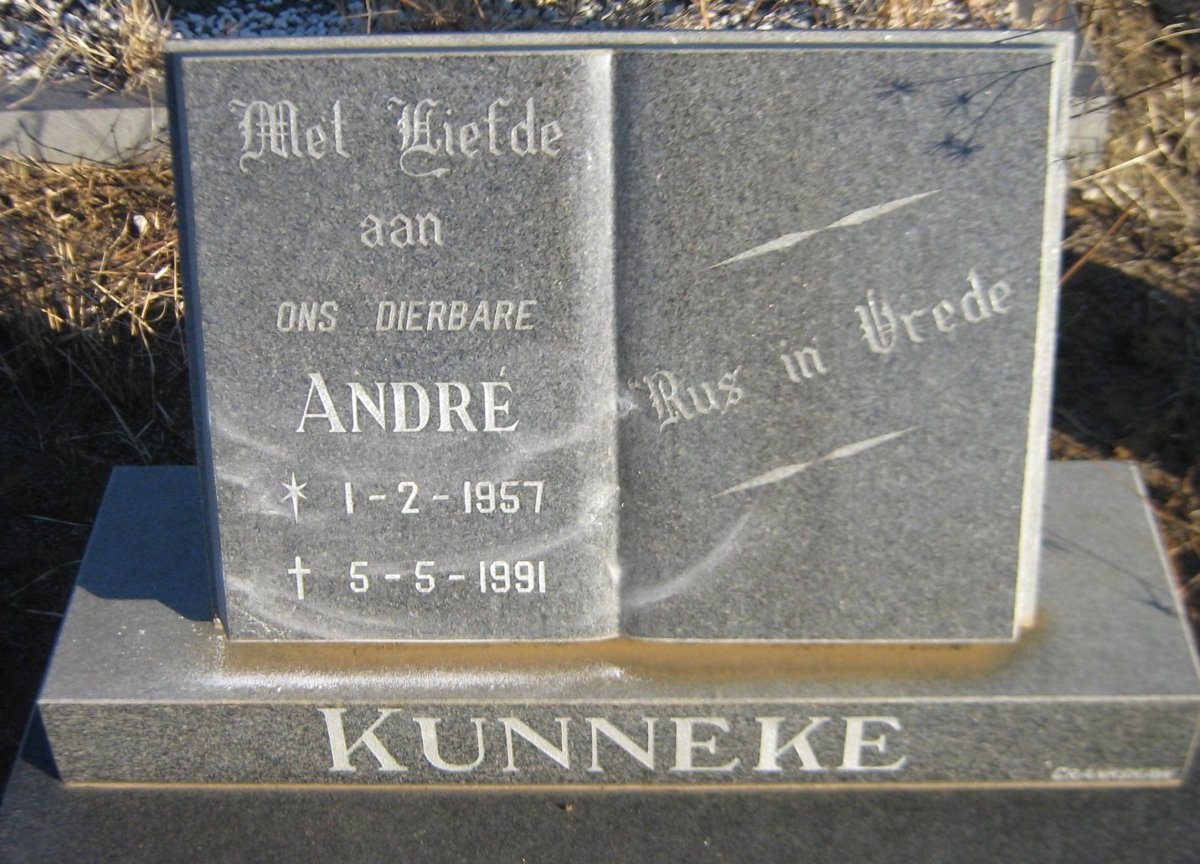 Met Liefde
aan
ONS DIERBARE
ANDRÉ
* 1-2-1957
† 5-5-1991
"Rus in Vrede
KUNNEKE